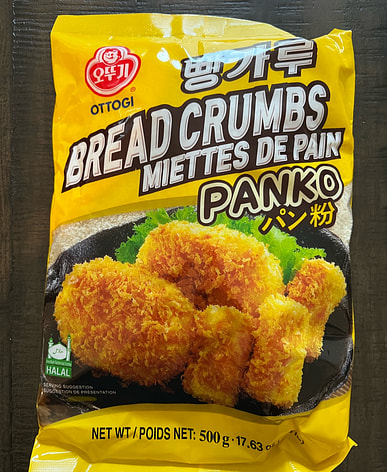 오뚜기
OTTOGI
빵가루
BREAD CRUMBS
MIETTES DE PAIN
PANKO
パン粉
HALAL
SERVING SUGGESTION
SUGGESTION DE PRÉSENTATION
NET WT / POIDS NET: 500g · 17.63